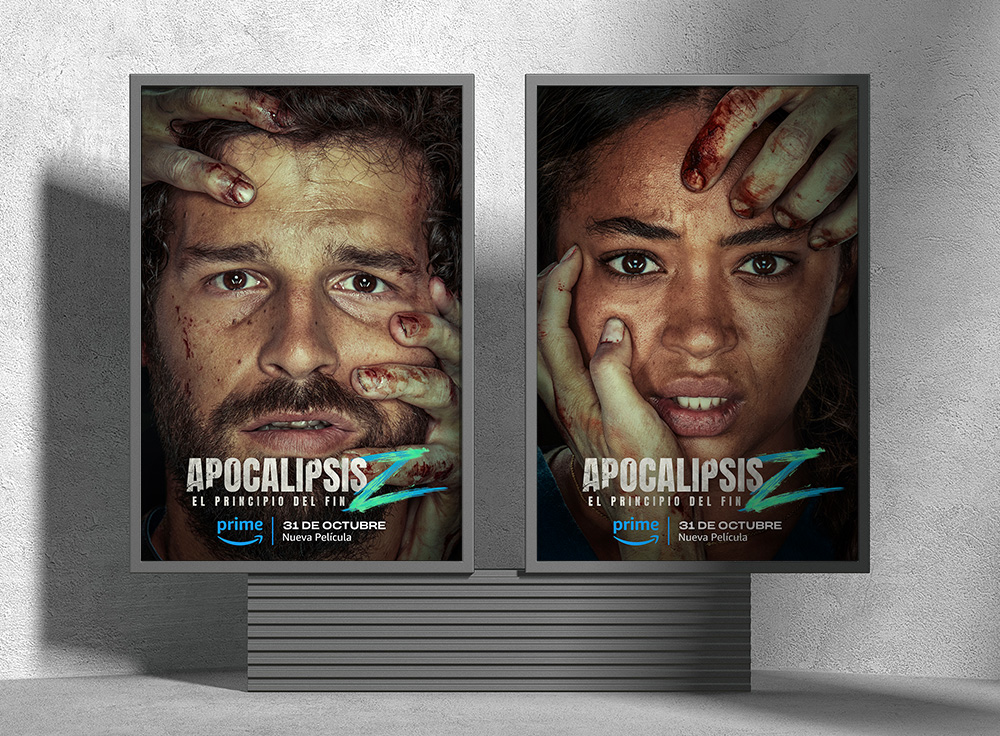 APOCALIPSIS Z
EL PRINCIPIO DEL FIN
prime
31 DE OCTUBRE
Nueva Película
APOCALIPSIS Z
EL PRINCIPIO DEL FIN
prime
31 DE OCTUBRE
Nueva Película